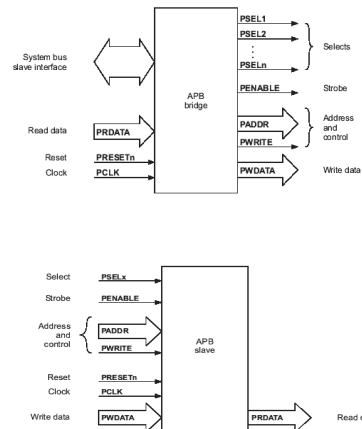 PSEL1
PSEL2
⋮
PSELn
Selects
System bus
slave interface
APB
bridge
PENABLE
Strobe
Read data
PRDATA
PADDR
Address
and
control
PWRITE
Reset
PRESETn
Clock
PCLK
PWDATA
Write data
Select
PSELx
Strobe
PENABLE
Address
and
control
PADDR
PWRITE
APB
slave
Reset
PRESETn
Clock
PCLK
Write data
PWDATA
PRDATA
Read d